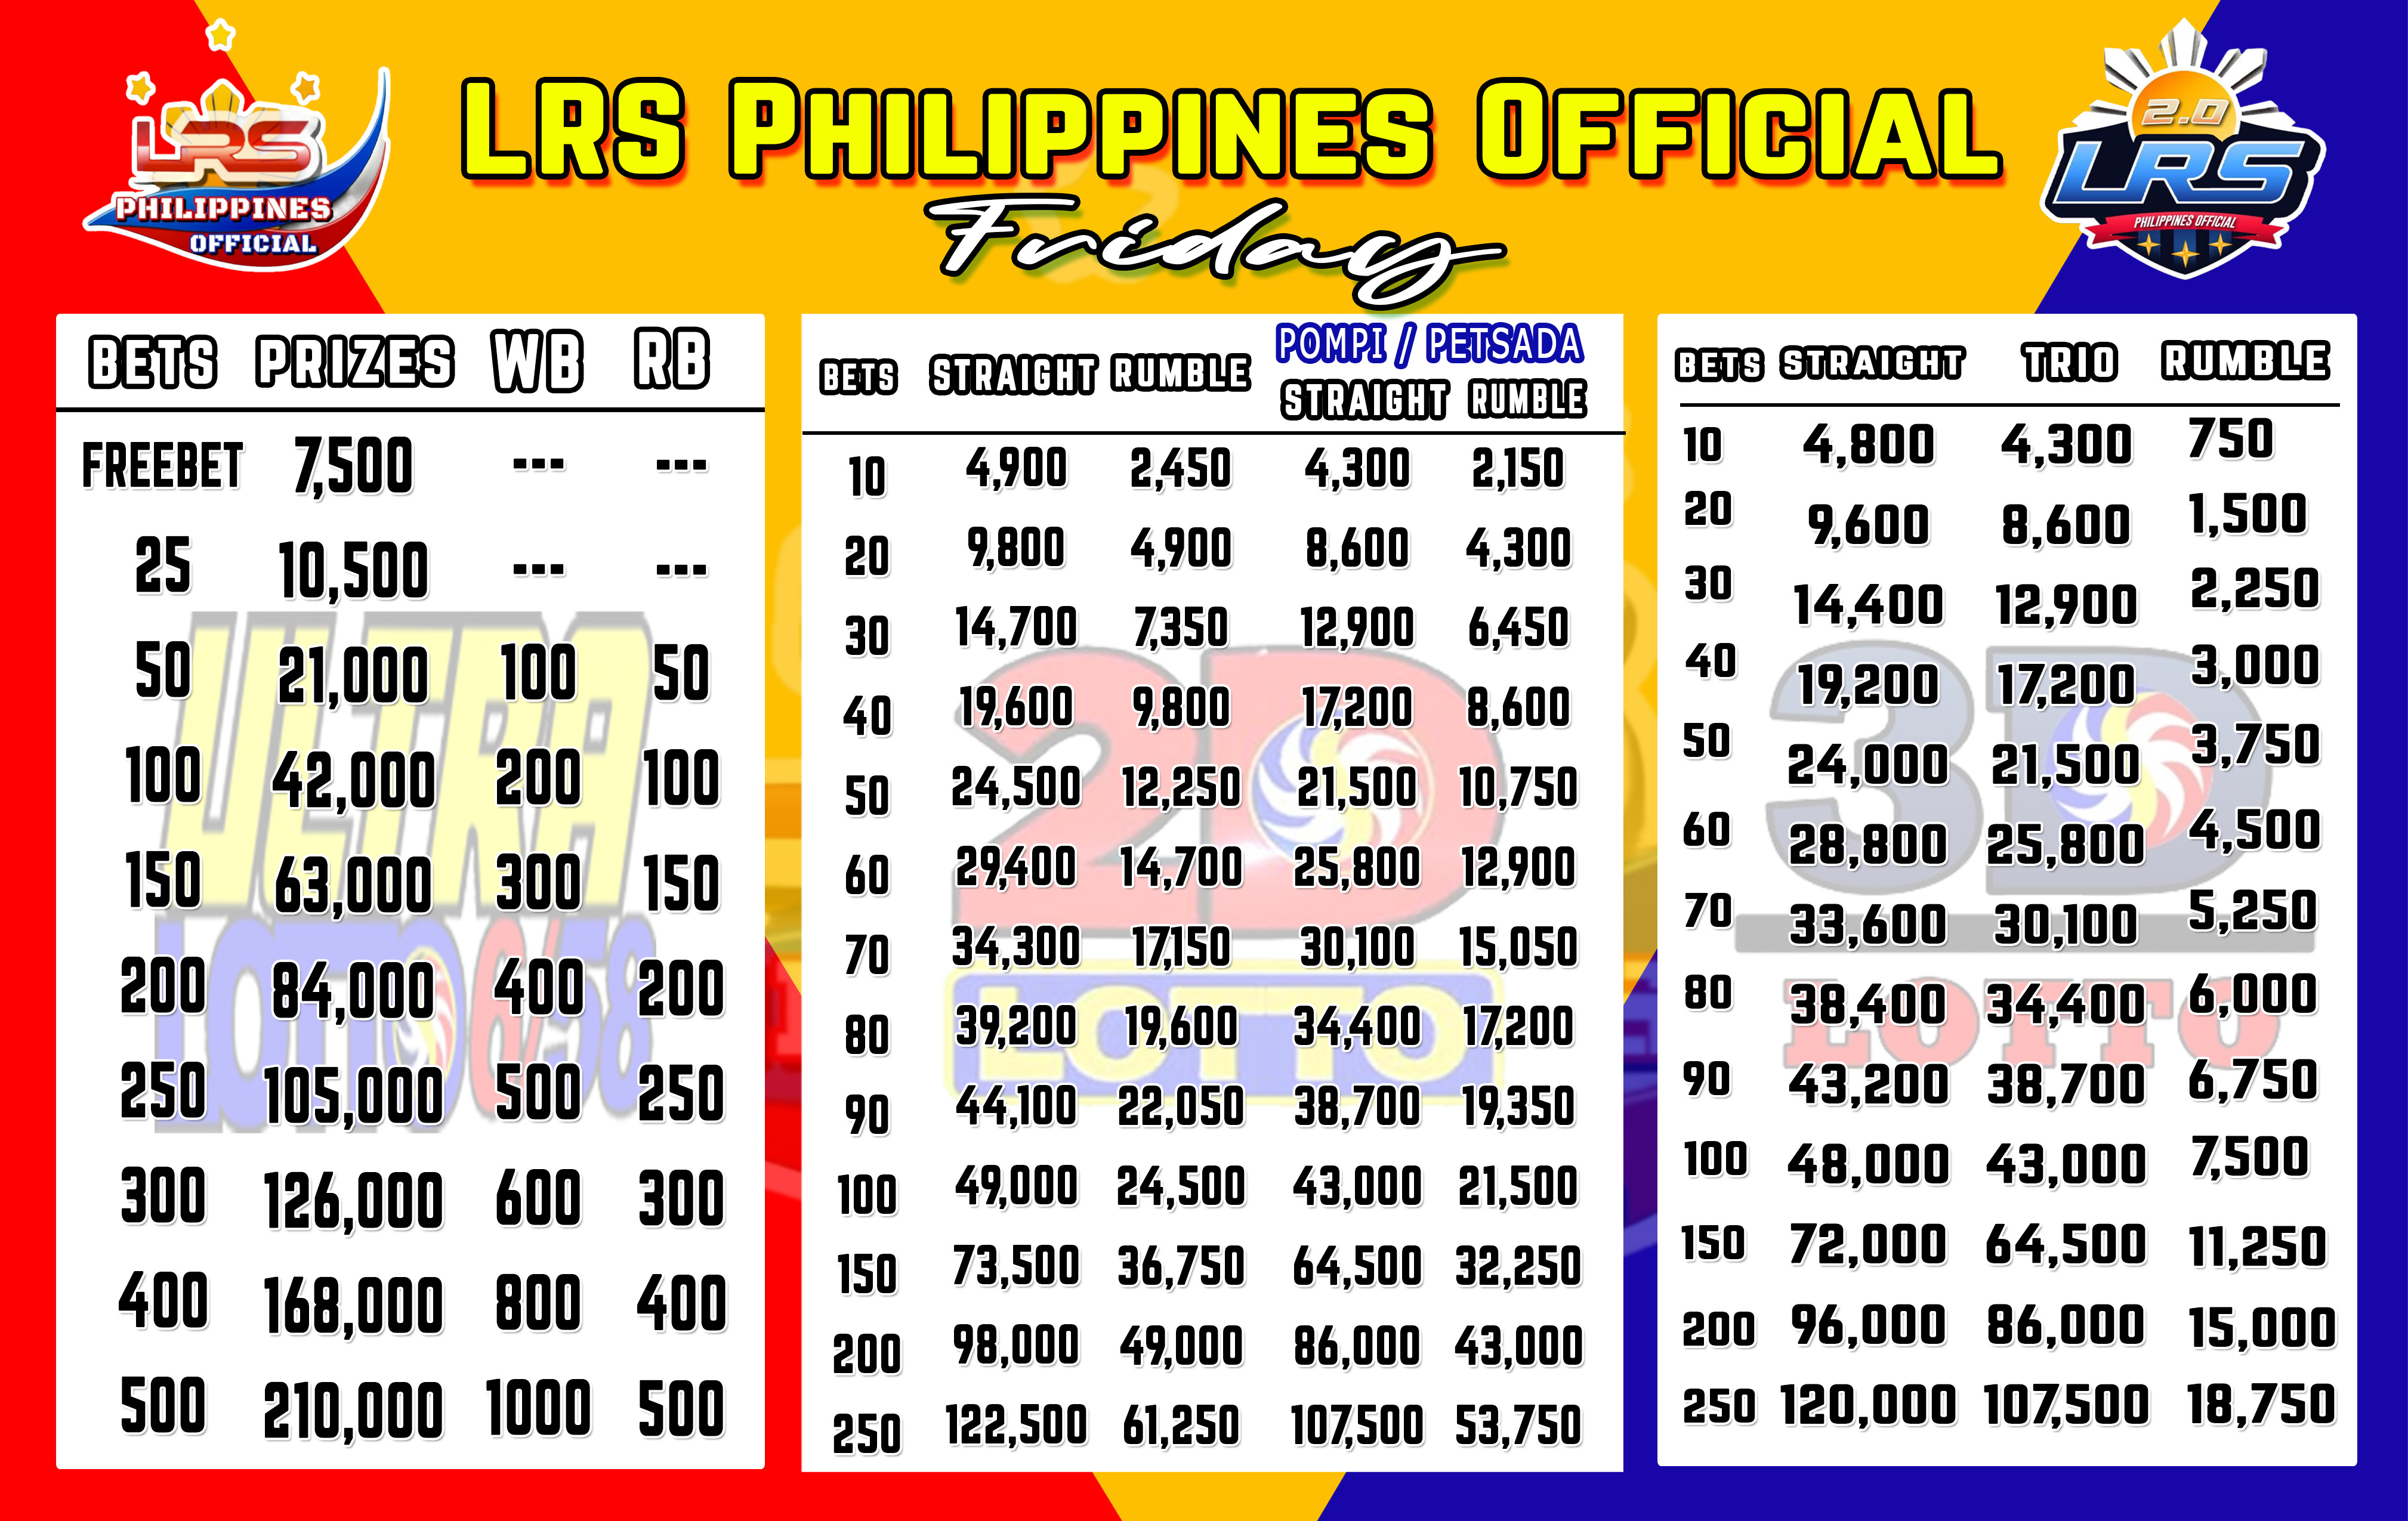 LRS PHILIPPINES OFFICIAL
Friday
LRS
PHILIPPINES
OFFICIAL
2.0
LRS
PHILIPPINES OFFICIAL
BETS PRIZES WB RB
FREEBET 7,500 --- ---
25 10,500 --- ---
50 21,000 100 50
100 42,000 200 100
150 63,000 300 150
200 84,000 400 200
250 105,000 500 250
300 126,000 600 300
400 168,000 800 400
500 210,000 1000 500
ULTRA
LOTTO 6/58
POMPI / PETSADA
BETS STRAIGHT RUMBLE STRAIGHT RUMBLE
10 4,900 2,450 4,300 2,150
20 9,800 4,900 8,600 4,300
30 14,700 7,350 12,900 6,450
40 19,600 9,800 17,200 8,600
50 24,500 12,250 21,500 10,750
60 29,400 14,700 25,800 12,900
70 34,300 17,150 30,100 15,050
80 39,200 19,600 34,400 17,200
90 44,100 22,050 38,700 19,350
100 49,000 24,500 43,000 21,500
150 73,500 36,750 64,500 32,250
200 98,000 49,000 86,000 43,000
250 122,500 61,250 107,500 53,750
2D
LOTTO
BETS STRAIGHT TRIO RUMBLE
10 4,800 4,300 750
20 9,600 8,600 1,500
30 14,400 12,900 2,250
40 19,200 17,200 3,000
50 24,000 21,500 3,750
60 28,800 25,800 4,500
70 33,600 30,100 5,250
80 38,400 34,400 6,000
90 43,200 38,700 6,750
100 48,000 43,000 7,500
150 72,000 64,500 11,250
200 96,000 86,000 15,000
250 120,000 107,500 18,750
3D
LOTTO